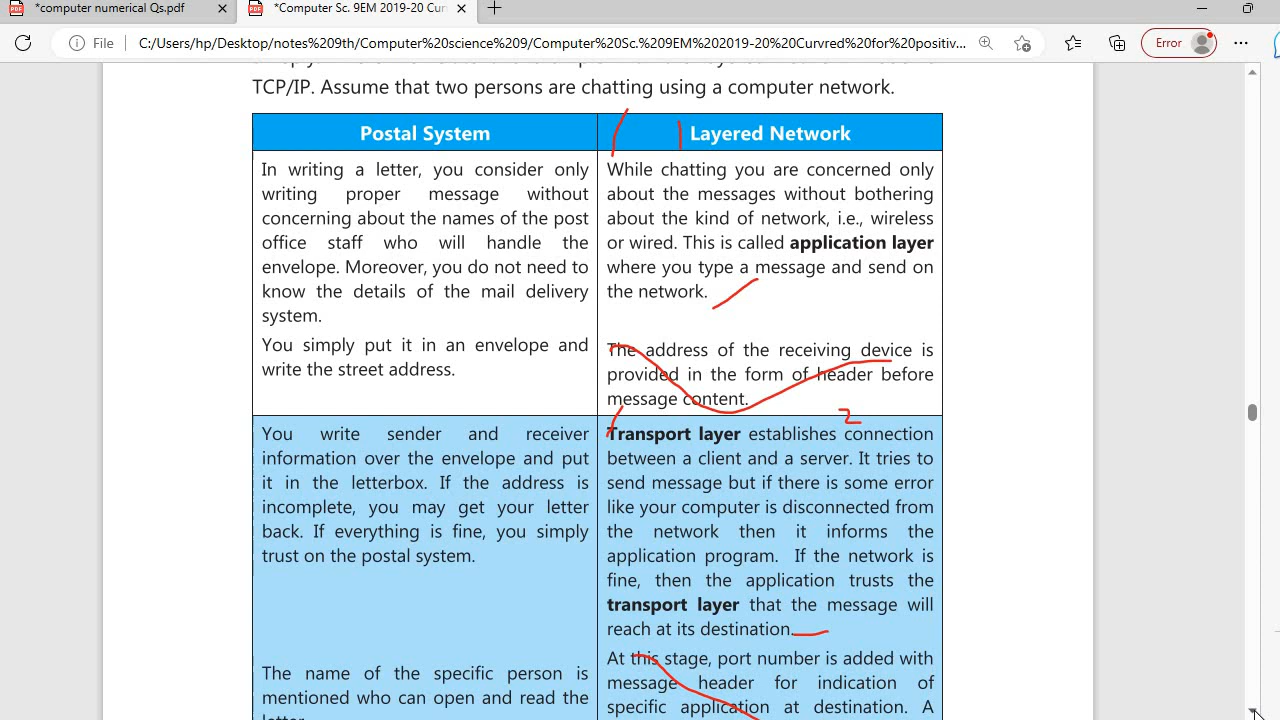 *computer numerical Qs.pdf
*Computer Sc. 9EM 2019-20 Cur
File
C:/Users/hp/Desktop/notes%209th/Computer%20science%209/Computer%20Sc.%209EM%202019-20%20Curvred%20for%20positiv...
Error
TCP/IP. Assume that two persons are chatting using a computer network.
Postal System
In writing a letter, you consider only
writing proper message without
concerning about the names of the post
office staff who will handle the
envelope. Moreover, you do not need to
know the details of the mail delivery
system.
You simply put it in an envelope and
write the street address.
Layered Network
While chatting you are concerned only
about the messages without bothering
about the kind of network, i.e., wireless
or wired. This is called application layer
where you type a message and send on
the network.
The address of the receiving device is
provided in the form of header before
message content.
2
You write sender and receiver
information over the envelope and put
it in the letterbox. If the address is
incomplete, you may get your letter
back. If everything is fine, you simply
trust on the postal system.
The name of the specific person is
mentioned who can open and read the
Transport layer establishes connection
between a client and a server. It tries to
send message but if there is some error
like your computer is disconnected from
the network then it informs the
application program. If the network is
fine, then the application trusts the
transport layer that the message will
reach at its destination.
At this stage, port number is added with
message header for indication of
specific application at destination. A